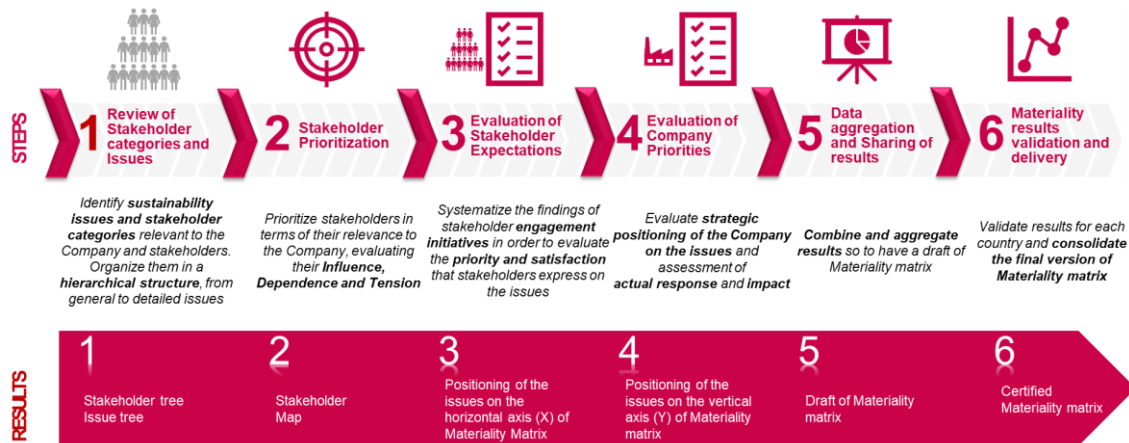 STEPS
1
Review of
Stakeholder
categories and
Issues
2
Stakeholder
Prioritization
3
Evaluation of
Stakeholder
Expectations
4
Evaluation of
Company
Priorities
5
Data
aggregation
and Sharing of
results
6
Materiality
results
validation and
delivery
Identify sustainability
issues and stakeholder
categories relevant to the
Company and stakeholders.
Organize them in a
hierarchical structure, from
general to detailed issues
Prioritize stakeholders in
terms of their relevance to
the Company, evaluating
their Influence,
Dependence and Tension
Systematize the findings of
stakeholder engagement
initiatives in order to evaluate
the priority and satisfaction
that stakeholders express on
the issues
Evaluate strategic
positioning of the Company
on the issues and
assessment of
actual response and impact
Combine and aggregate
results so to have a draft of
Materiality matrix
Validate results for each
country and consolidate
the final version of
Materiality matrix
RESULTS
1
Stakeholder tree
Issue tree
2
Stakeholder
Map
3
Positioning of the
issues on the
horizontal axis (X) of
Materiality Matrix
4
Positioning of the
issues on the vertical
axis (Y) of Materiality
matrix
5
Draft of Materiality
matrix
6
Certified
Materiality matrix